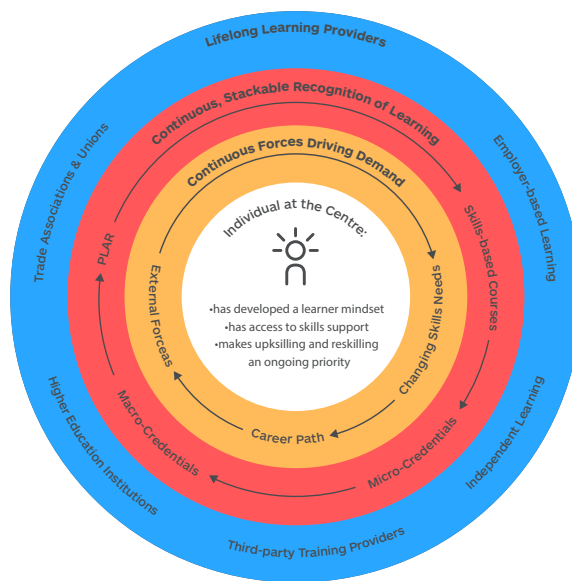 Lifelong Learning Providers
Employer-based Learning
Independent Learning
Third-party Training Providers
Higher Education Institutions
Trade Associations & Unions
Continuous, Stackable Recognition of Learning
Skills-based Courses
Micro-Credentials
Macro-Credentials
PLAR
Continuous Forces Driving Demand
Changing Skills Needs
Career Path
External Forceas
Individual at the Centre:
•has developed a learner mindset
•has access to skills support
•makes upksilling and reskilling
an ongoing priority